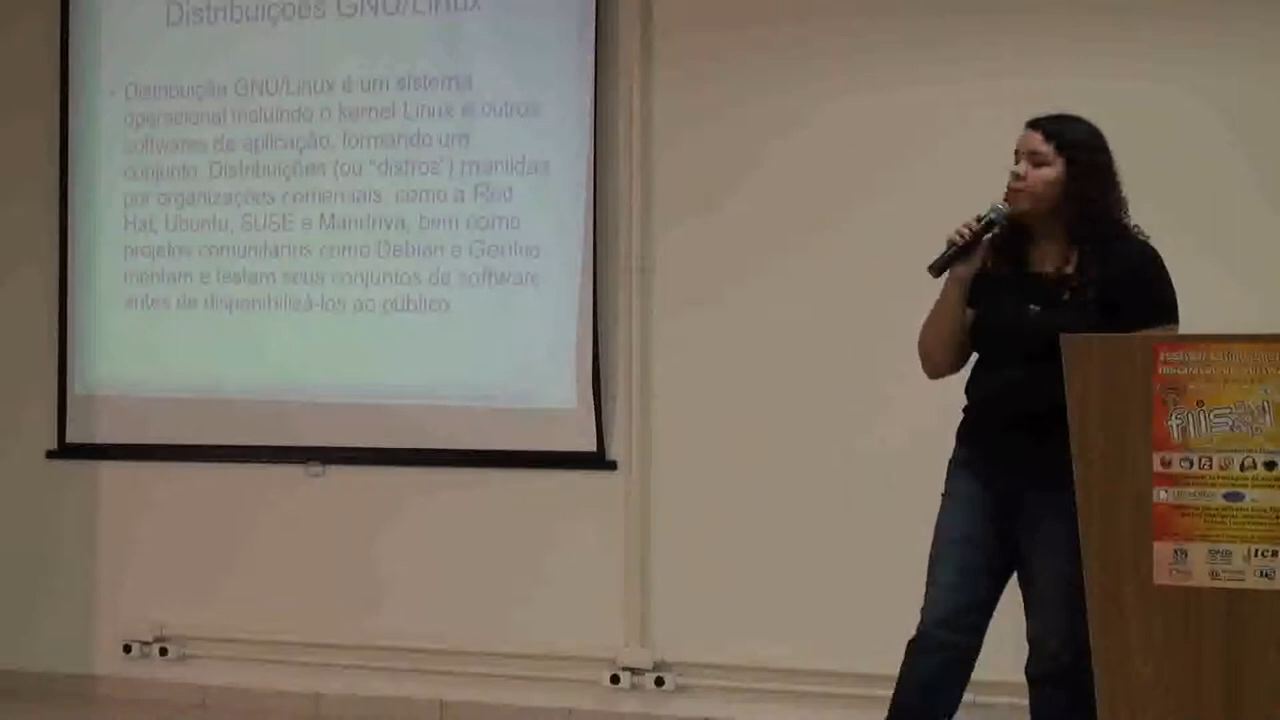 Distribuições GNU/Linux
• Distribuição GNU/Linux é um sistema
operacional incluindo o kernel Linux e outros
softwares de aplicação, formando um
conjunto. Distribuições (ou "distros") mantidas
por organizações comerciais, como a Red
Hat, Ubuntu, SUSE e Mandriva, bem como
projetos comunitários como Debian e Gentoo
montam e testam seus conjuntos de software
antes de disponibilizá-los ao público
flisol